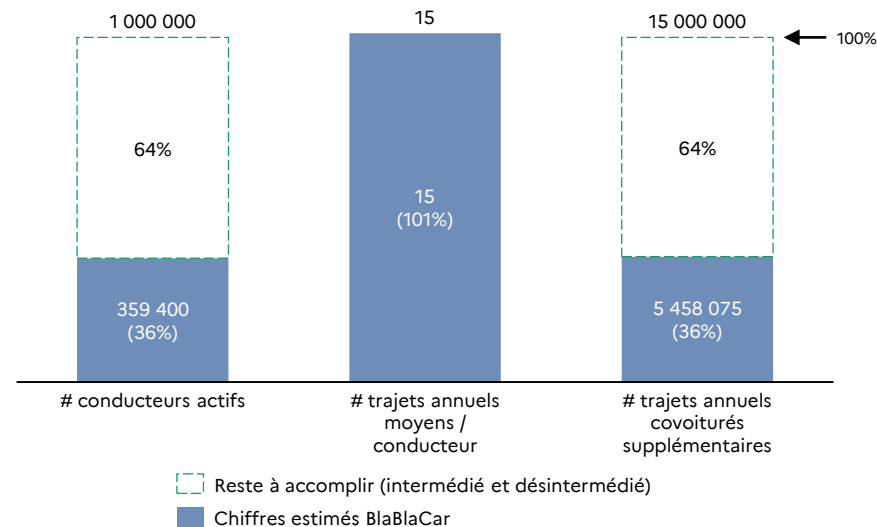 1 000 000
15
15 000 000
100%
64%
64%
15
(101%)
359 400
(36%)
5 458 075
(36%)
# conducteurs actifs
# trajets annuels
moyens /
conducteur
# trajets annuels
covoiturés
supplémentaires
Reste à accomplir (intermédié et désintermédié)
Chiffres estimés BlaBlaCar